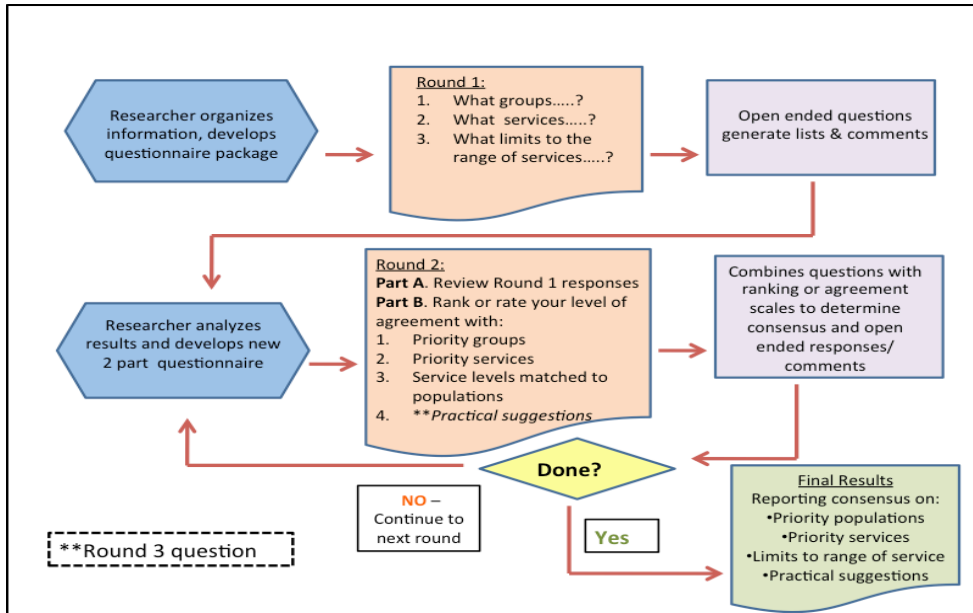 Researcher organizes
information, develops
questionnaire package
Round 1:
1. What groups.....?
2. What services.....?
3. What limits to the
range of services.....?
Open ended questions
generate lists & comments
Researcher analyzes
results and develops new
2 part questionnaire
Round 2:
Part A. Review Round 1 responses
Part B. Rank or rate your level of
agreement with:
1. Priority groups
2. Priority services
3. Service levels matched to
populations
4. **Practical suggestions
Combines questions with
ranking or agreement
scales to determine
consensus and open
ended responses/
comments
Done?
NO –
Continue to
next round
Yes
Final Results
Reporting consensus on:
•Priority populations
•Priority services
•Limits to range of service
•Practical suggestions
**Round 3 question